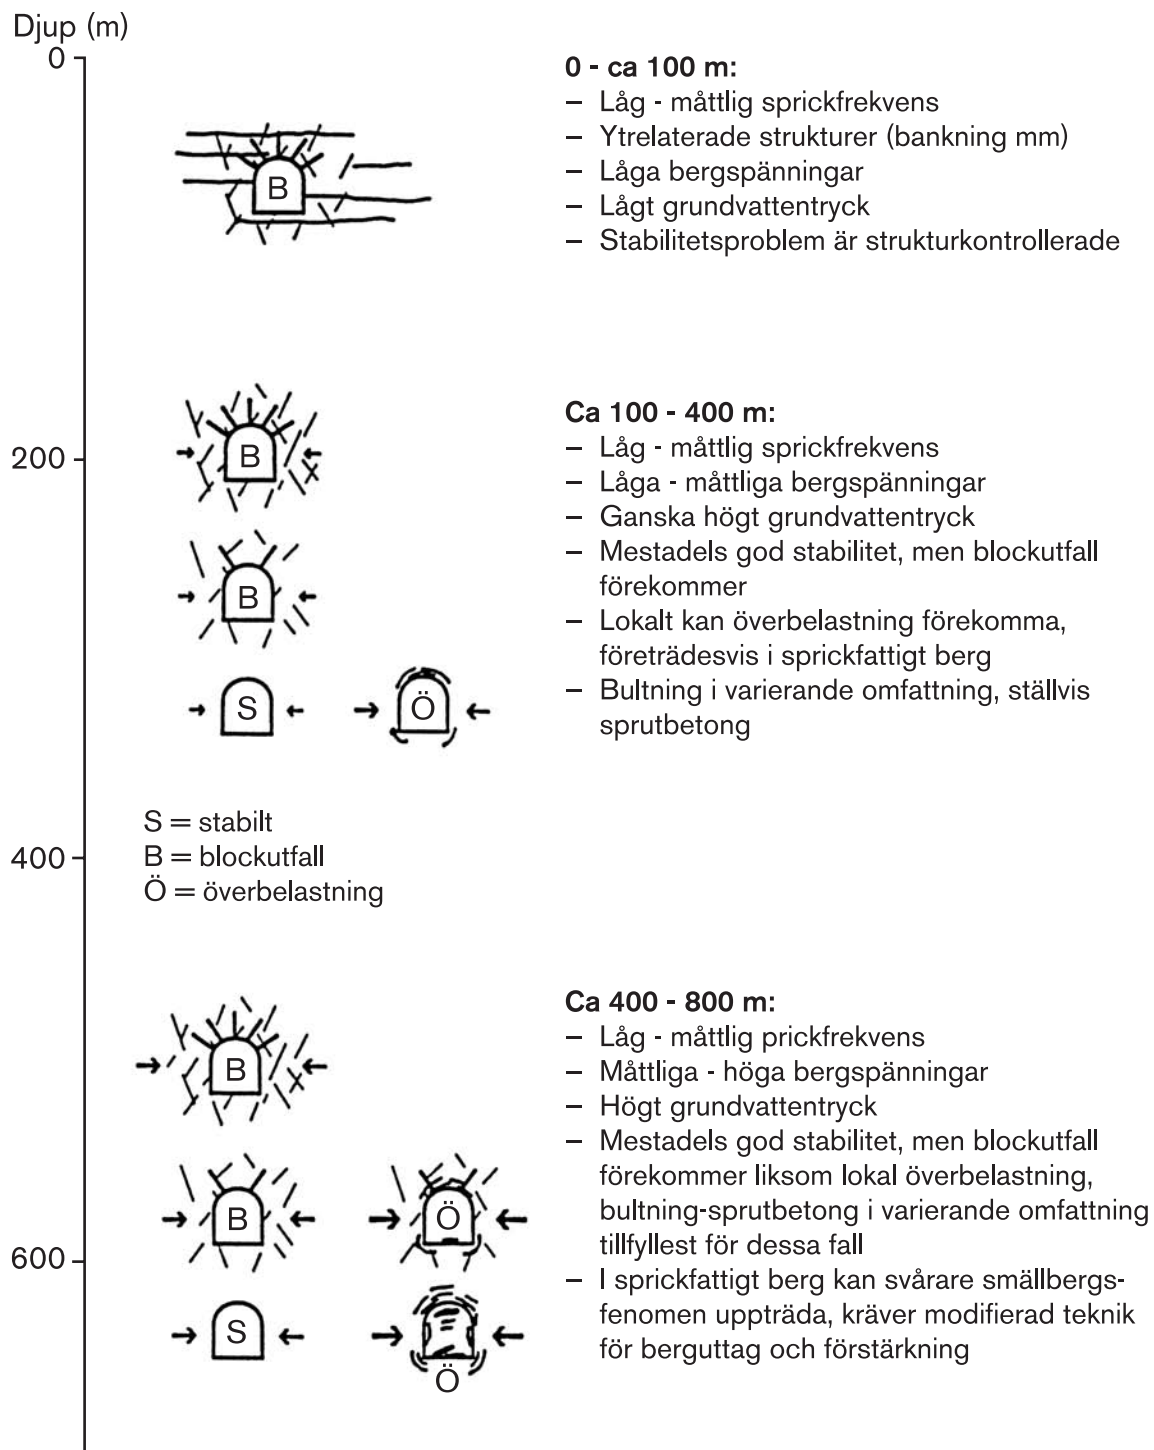 Djup (m)
0
0 - ca 100 m:
– Låg - måttlig sprickfrekvens
– Ytrelaterade strukturer (bankning mm)
– Låga bergspänningar
– Lågt grundvattentryck
– Stabilitetsproblem är strukturkontrollerade
B
200
B
B
S
Ö
Ca 100 - 400 m:
– Låg - måttlig sprickfrekvens
– Låga - måttliga bergspänningar
– Ganska högt grundvattentryck
– Mestadels god stabilitet, men blockutfall
förekommer
– Lokalt kan överbelastning förekomma,
företrädesvis i sprickfattigt berg
– Bultning i varierande omfattning, ställvis
sprutbetong
S = stabilt
B = blockutfall
Ö = överbelastning
400
B
B
Ö
600
S
Ö
Ca 400 - 800 m:
– Låg - måttlig prickfrekvens
– Måttliga - höga bergspänningar
– Högt grundvattentryck
– Mestadels god stabilitet, men blockutfall
förekommer liksom lokal överbelastning,
bultning-sprutbetong i varierande omfattning
tillfyllest för dessa fall
– I sprickfattigt berg kan svårare smällbergs-
fenomen uppträda, kräver modifierad teknik
för berguttag och förstärkning